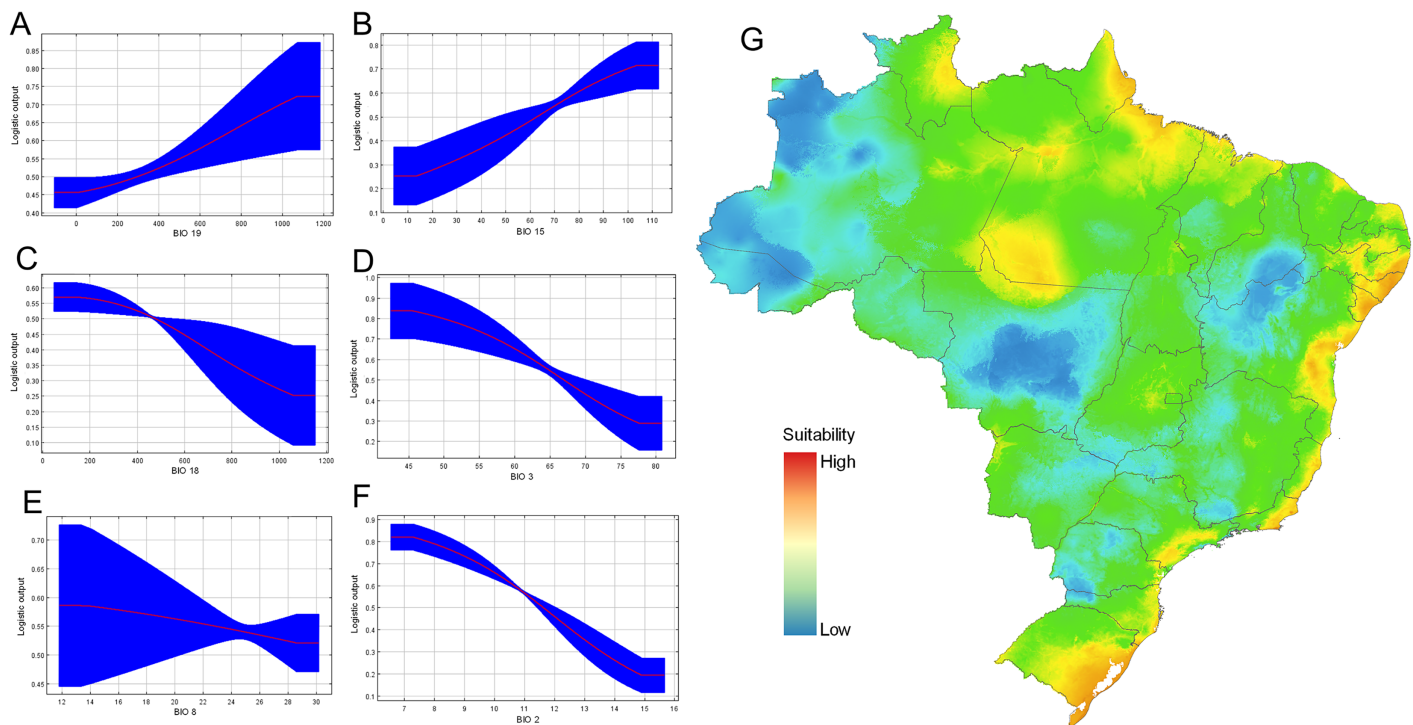 A
Logistic output
0.85
0.80
0.75
0.70
0.65
0.60
0.55
0.50
0.45
0.40
0 200 400 600 800 1000 1200
BIO 19
B
Logistic output
0.8
0.7
0.6
0.5
0.4
0.3
0.2
0.1
0 10 20 30 40 50 60 70 80 90 100 110
BIO 15
C
Logistic output
0.60
0.55
0.50
0.45
0.40
0.35
0.30
0.25
0.20
0.15
0.10
0 200 400 600 800 1000 1200
BIO 18
D
Logistic output
1.0
0.9
0.8
0.7
0.6
0.5
0.4
0.3
0.2
45 50 55 60 65 70 75 80
BIO 3
E
Logistic output
0.70
0.65
0.60
0.55
0.50
0.45
12 14 16 18 20 22 24 26 28 30
BIO 8
F
Logistic output
0.9
0.8
0.7
0.6
0.5
0.4
0.3
0.2
0.1
7 8 9 10 11 12 13 14 15 16
BIO 2
G
Suitability
High
Low